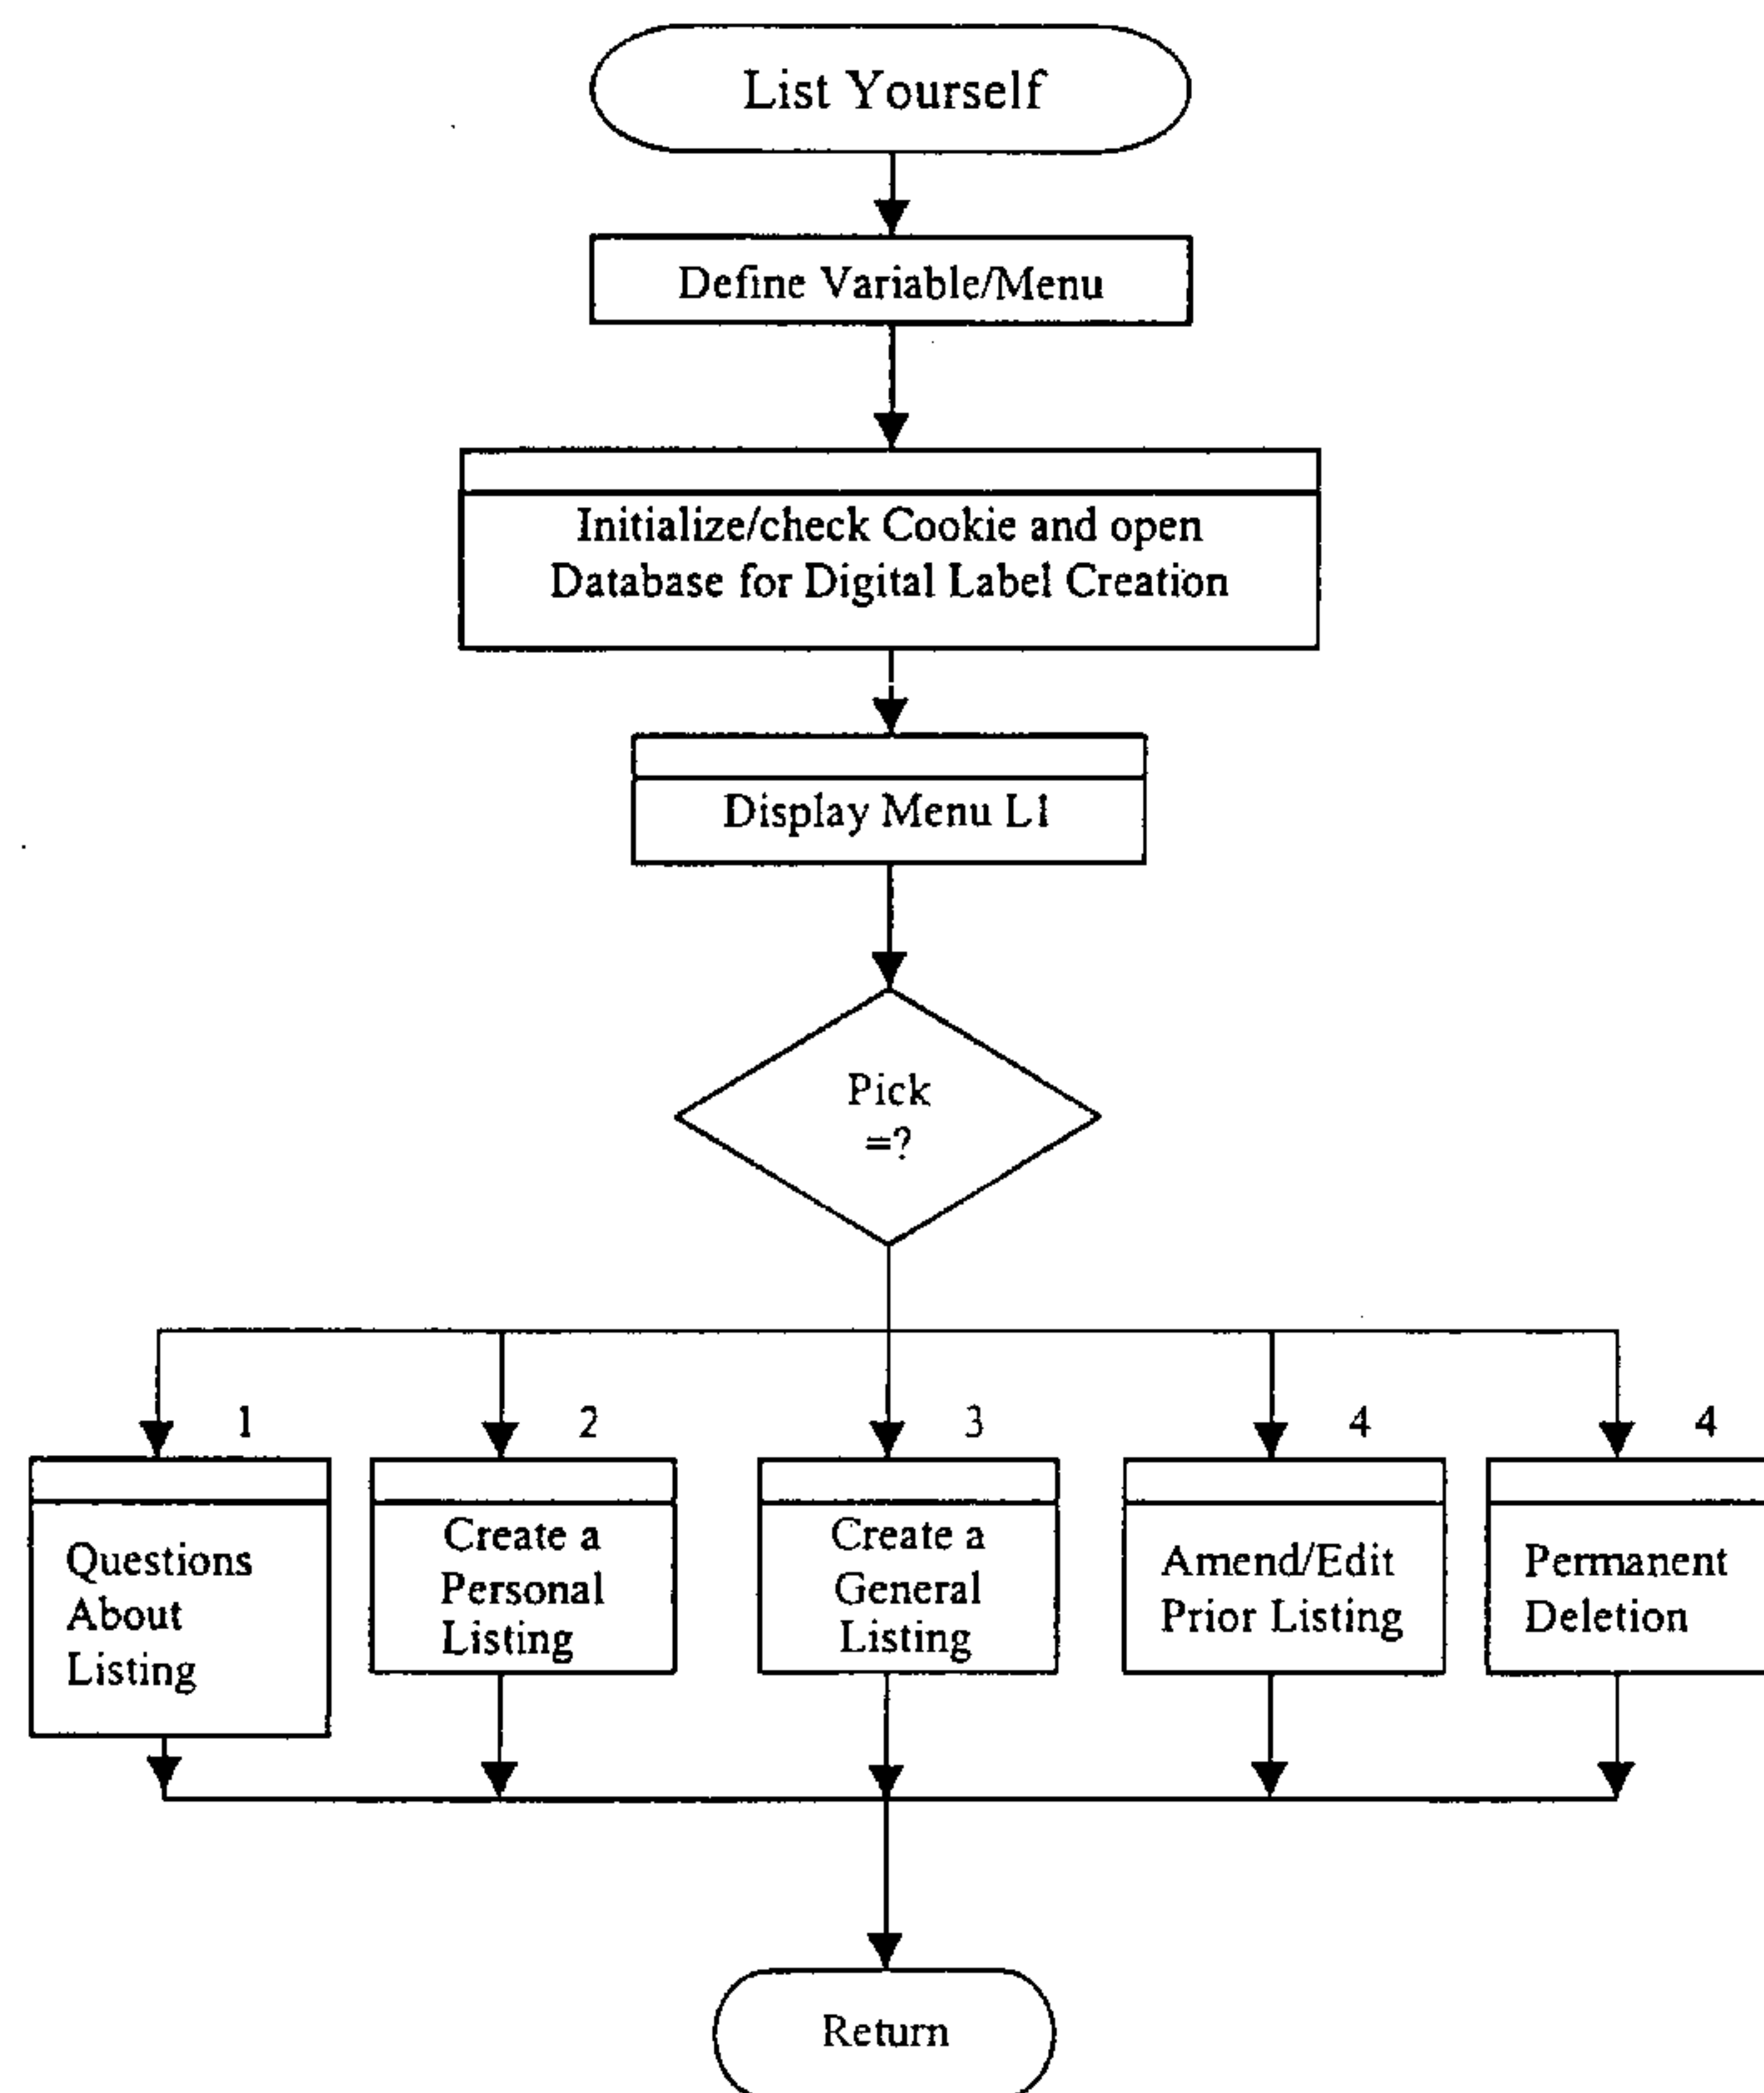 List Yourself
Define Variable/Menu
Initialize/check Cookie and open
Database for Digital Label Creation
Display Menu L1
Pick
=?
1
2
3
4
4
Questions
About
Listing
Create a
Personal
Listing
Create a
General
Listing
Amend/Edit
Prior Listing
Permanent
Deletion
Return